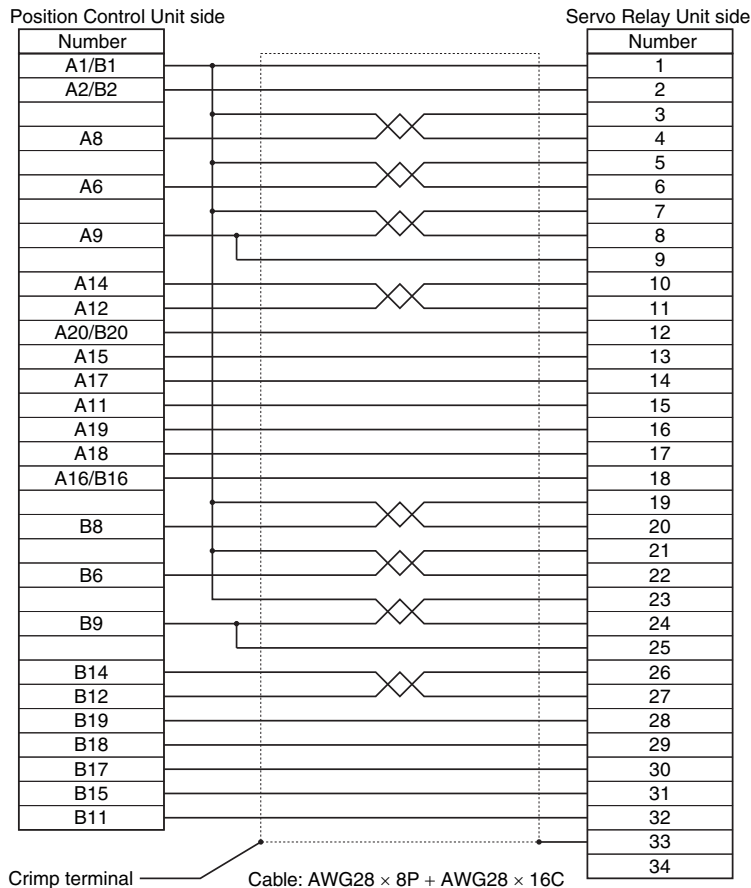 Position Control Unit side Servo Relay Unit side
Number Number
A1/B1 1
A2/B2 2
3
A8 4
5
A6 6
7
A9 8
9
A14 10
A12 11
A20/B20 12
A15 13
A17 14
A11 15
A19 16
A18 17
A16/B16 18
19
B8 20
21
B6 22
23
B9 24
25
B14 26
B12 27
B19 28
B18 29
B17 30
B15 31
B11 32
33
34
Crimp terminal Cable: AWG28 × 8P + AWG28 × 16C